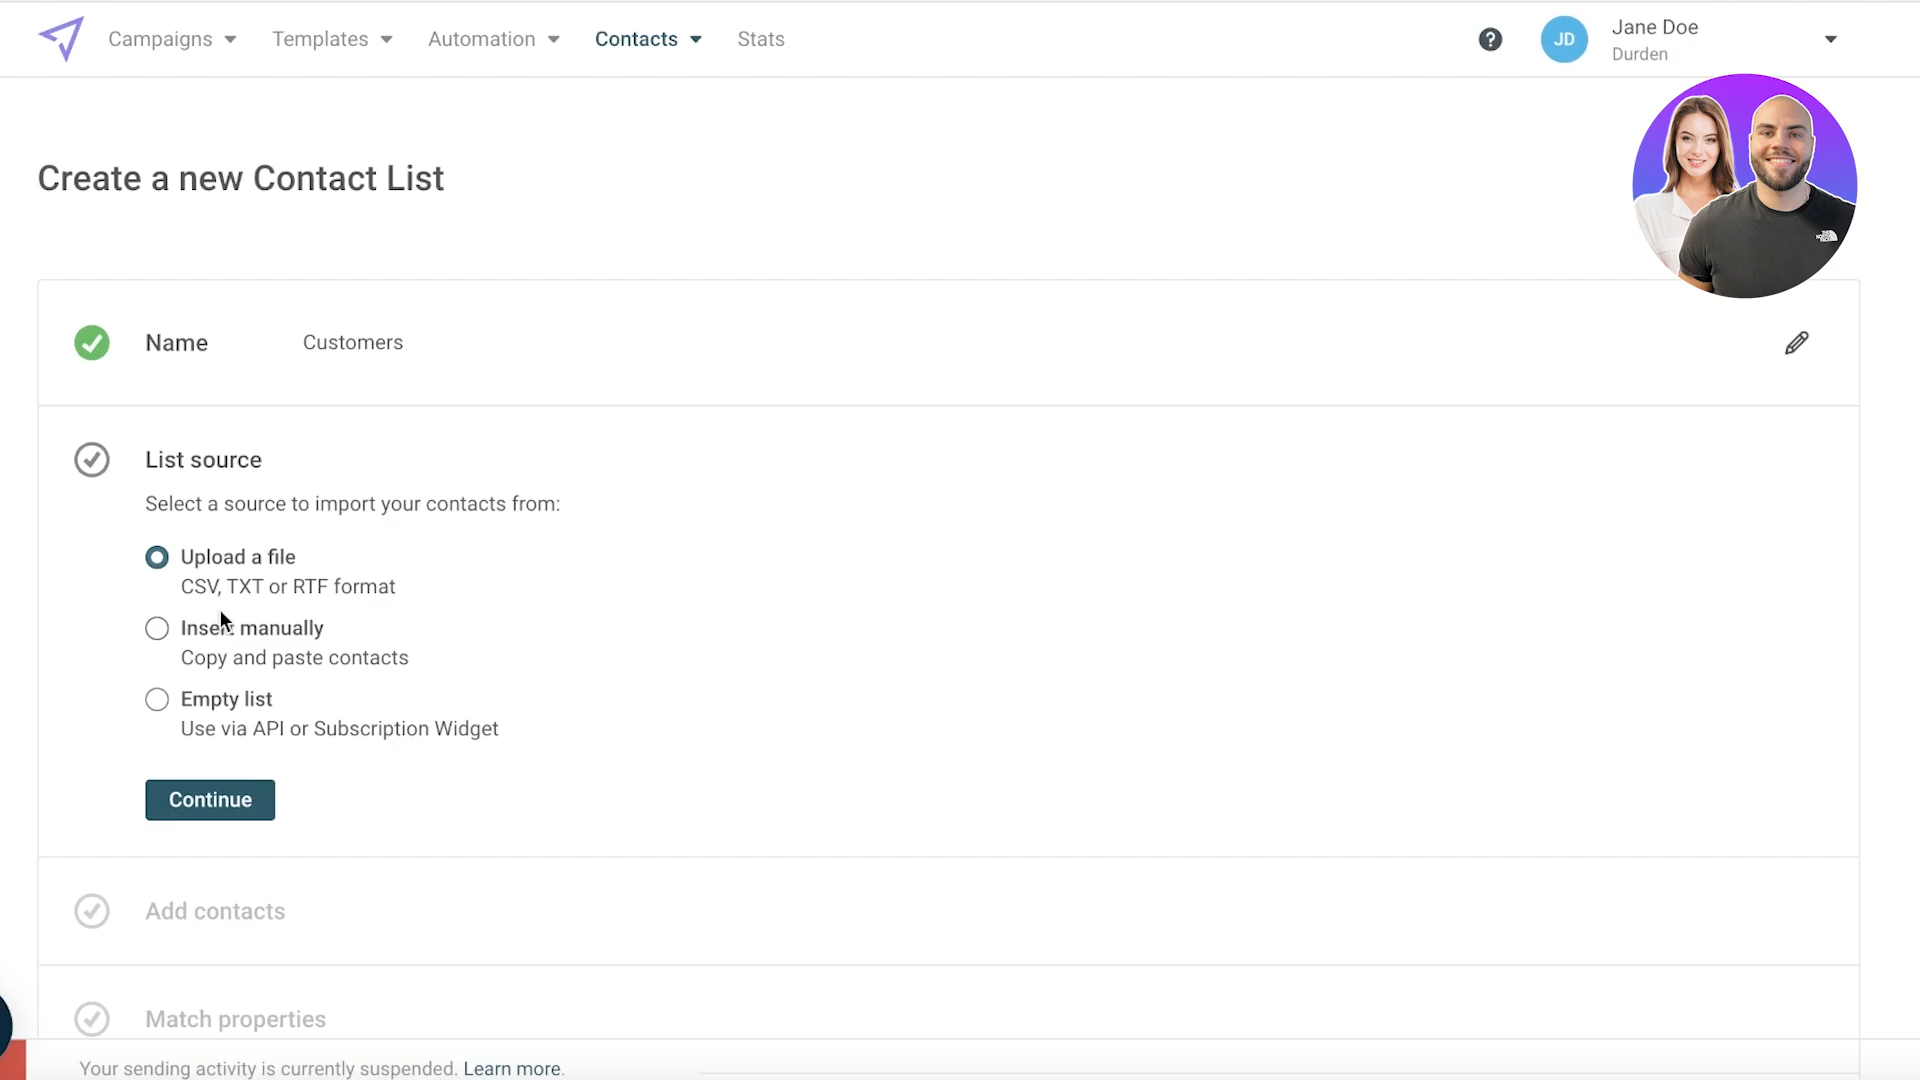 Campaigns Templates Automation Contacts Stats ? JD Jane Doe
Durden
Create a new Contact List
THE NORTH FACE
Name Customers
List source
Select a source to import your contacts from:
Upload a file
CSV, TXT or RTF format
Insert manually
Copy and paste contacts
Empty list
Use via API or Subscription Widget
Continue
Add contacts
Match properties
Your sending activity is currently suspended. Learn more.